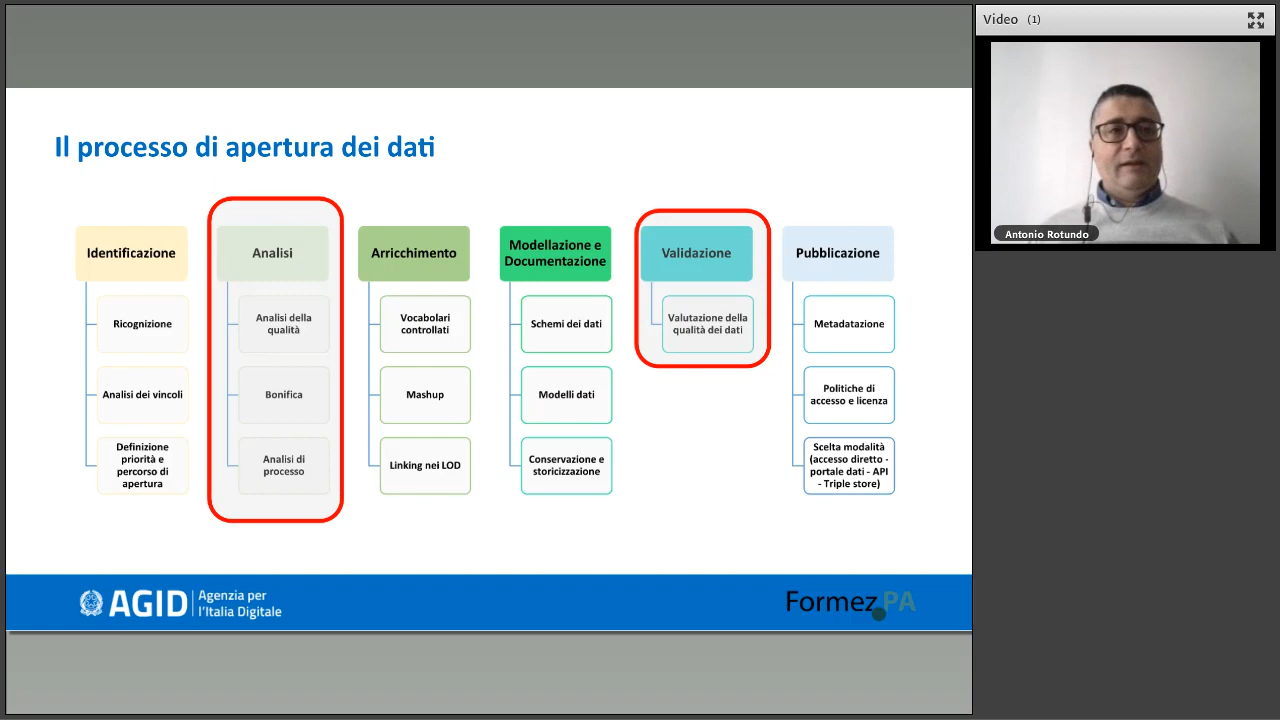 Video (1)
Antonio Rotundo
Il processo di apertura dei dati
Identificazione
Ricognizione
Analisi dei vincoli
Definizione
priorità e
percorso di
apertura
Analisi
Analisi della
qualità
Bonifica
Analisi di
processo
Arricchimento
Vocabolari
controllati
Mashup
Linking nei LOD
Modellazione e
Documentazione
Schemi dei dati
Modelli dati
Conservazione e
storicizzazione
Validazione
Valutazione della
qualità dei dati
Pubblicazione
Metadatazione
Politiche di
accesso e licenza
Scelta modalità
(accesso diretto -
portale dati - API
- Triple store)
AGID
Agenzia per
l'Italia Digitale
Formez PA